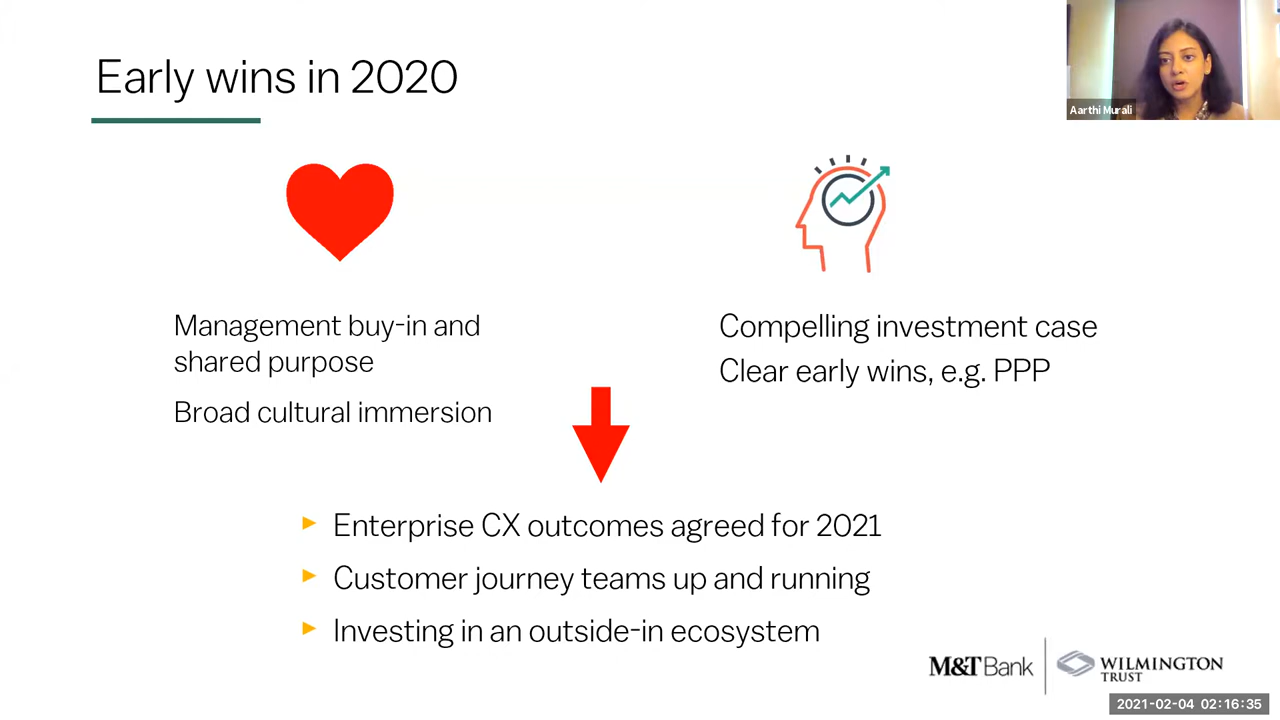 Early wins in 2020
Aarthi Murali
Management buy-in and
shared purpose
Broad cultural immersion
Compelling investment case
Clear early wins, e.g. PPP
Enterprise CX outcomes agreed for 2021
Customer journey teams up and running
Investing in an outside-in ecosystem
M&T Bank
WILMINGTON
TRUST
2021-02-04 02:16:35